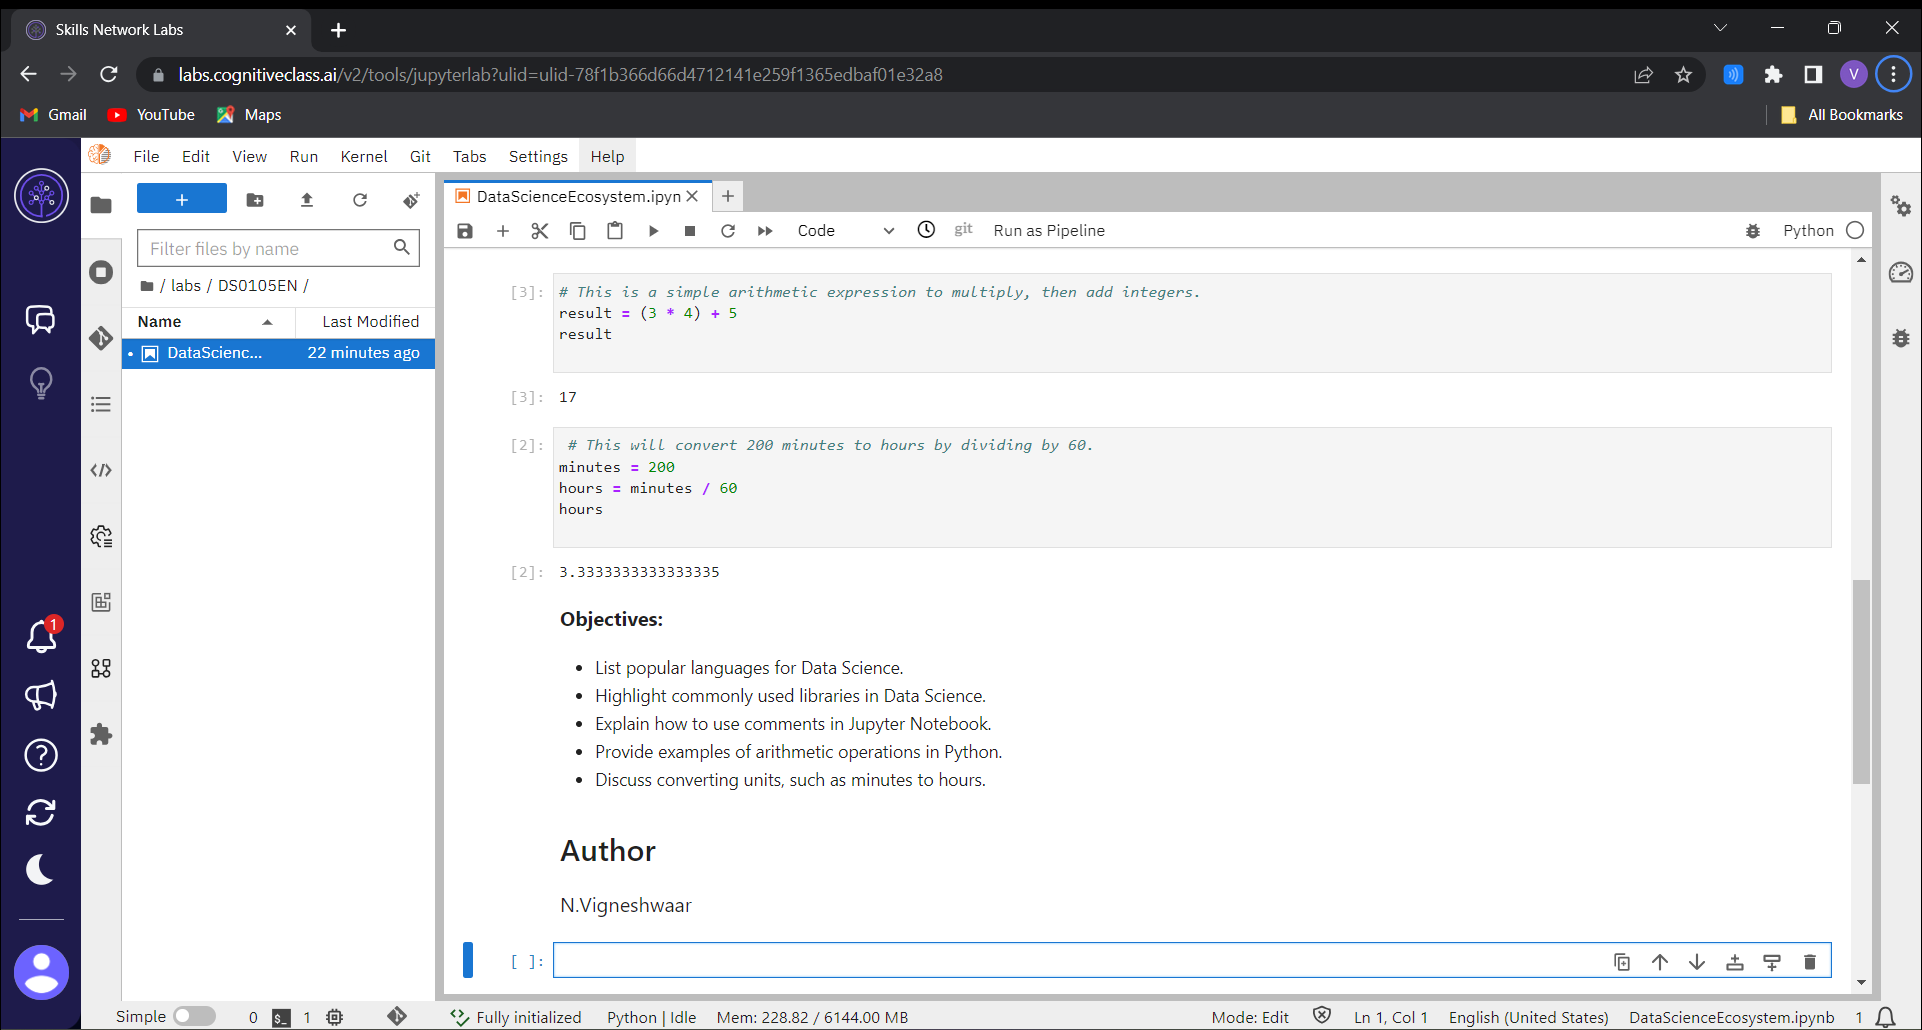 Skills Network Labs
labs.cognitiveclass.ai/v2/tools/jupyterlab?ulid=ulid-78f1b366d66d4712141e259f1365edbaf01e32a8
V
Gmail YouTube Maps All Bookmarks
File Edit View Run Kernel Git Tabs Settings Help
+
DataScienceEcosystem.ipyn
Filter files by name
Code git Run as Pipeline Python
/ labs / DS0105EN /
Name Last Modified
DataScienc... 22 minutes ago
[3]: # This is a simple arithmetic expression to multiply, then add integers.
result = (3 * 4) + 5
result
[3]: 17
[2]: # This will convert 200 minutes to hours by dividing by 60.
minutes = 200
hours = minutes / 60
hours
[2]: 3.3333333333333335
Objectives:
• List popular languages for Data Science.
• Highlight commonly used libraries in Data Science.
• Explain how to use comments in Jupyter Notebook.
• Provide examples of arithmetic operations in Python.
• Discuss converting units, such as minutes to hours.
1
Author
N.Vigneshwaar
[ ]:
Simple 0 $_ 1 Fully initialized Python | Idle Mem: 228.82 / 6144.00 MB Mode: Edit Ln 1, Col 1 English (United States) DataScienceEcosystem.ipynb 1